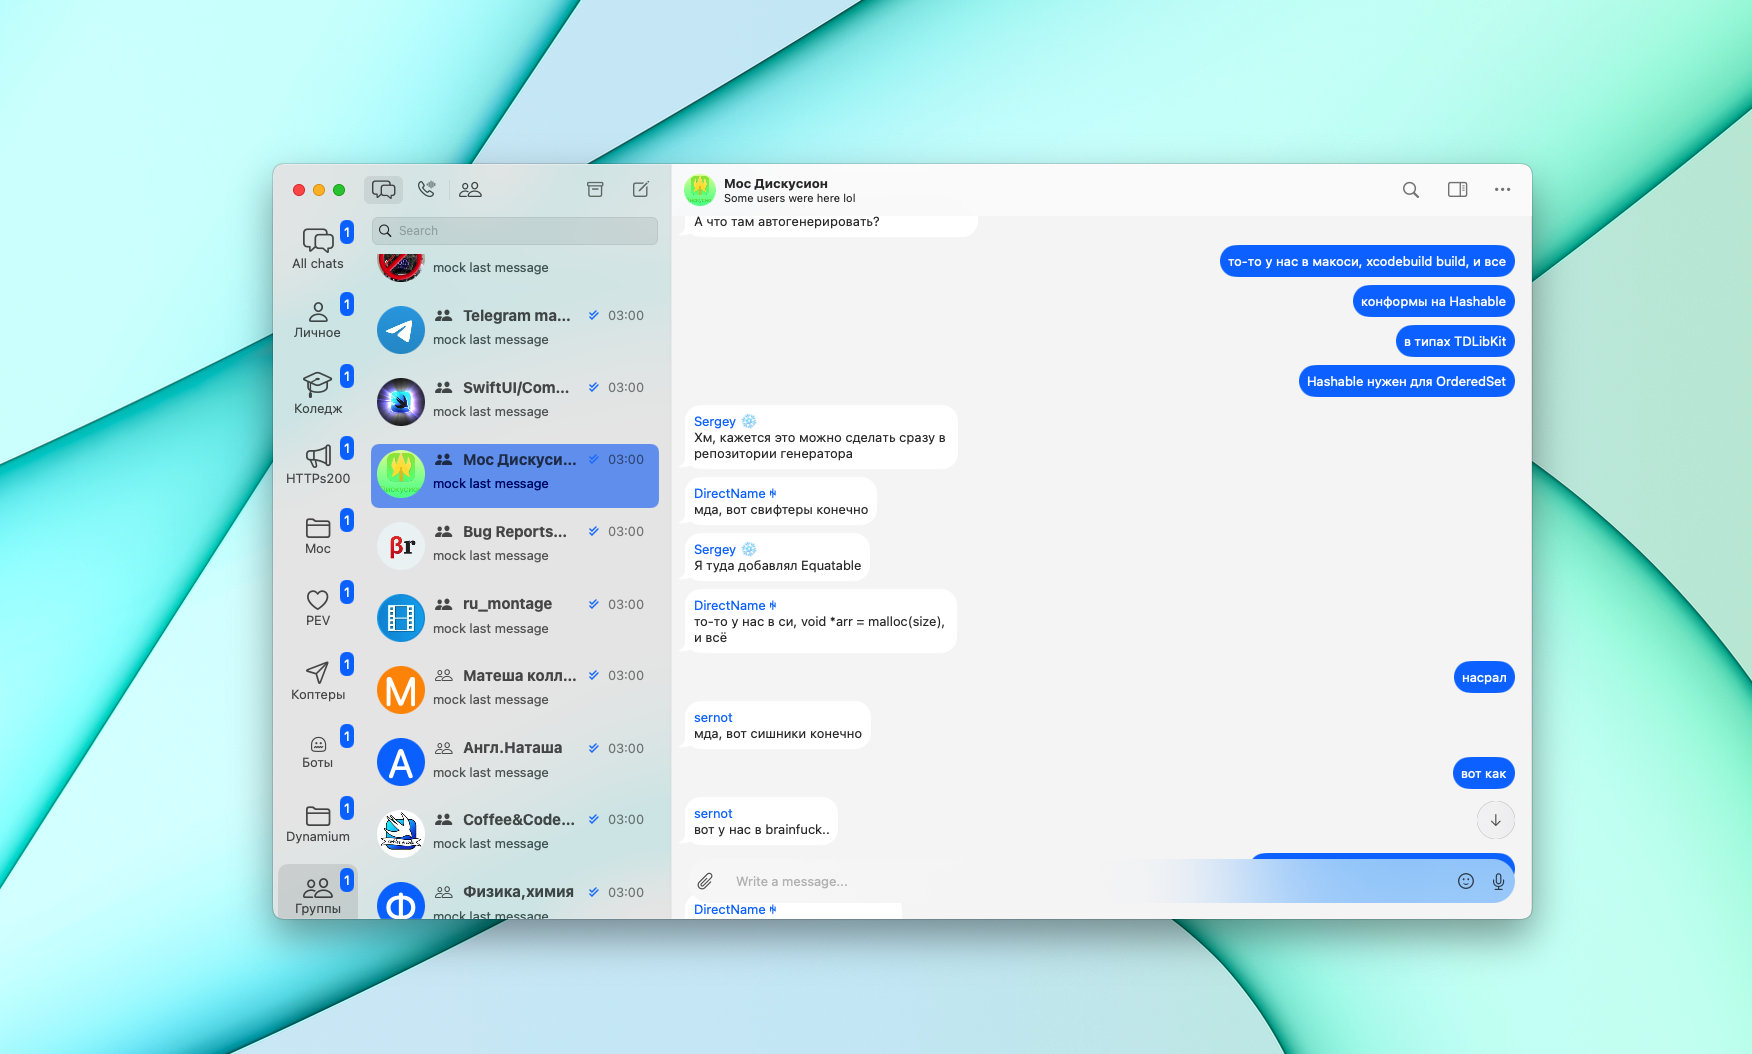 All chats
1
Личное
1
Коледж
1
HTTPs200
1
Мос
1
PEV
1
Коптеры
1
Боты
1
Dynamium
1
Группы
1
Search
mock last message
Telegram ma...
03:00
mock last message
SwiftUI/Com...
03:00
mock last message
Мос Дискуси...
03:00
mock last message
βr
Bug Reports...
03:00
mock last message
ru_montage
03:00
mock last message
М
Матеша колл...
03:00
mock last message
А
Англ.Наташа
03:00
mock last message
Coffee&Code...
03:00
mock last message
Ф
Физика,химия
03:00
mock last message
Мос Дискусион
Some users were here lol
А что там автогенерировать?
то-то у нас в макоси, xcodebuild build, и все
конформы на Hashable
в типах TDLibKit
Hashable нужен для OrderedSet
Sergey ❄️
Хм, кажется это можно сделать сразу в
репозитории генератора
DirectName
мда, вот свифтеры конечно
Sergey ❄️
Я туда добавлял Equatable
DirectName
то-то у нас в си, void *arr = malloc(size),
и всё
насрал
sernot
мда, вот сишники конечно
вот как
sernot
вот у нас в brainfuck..
Write a message...
DirectName